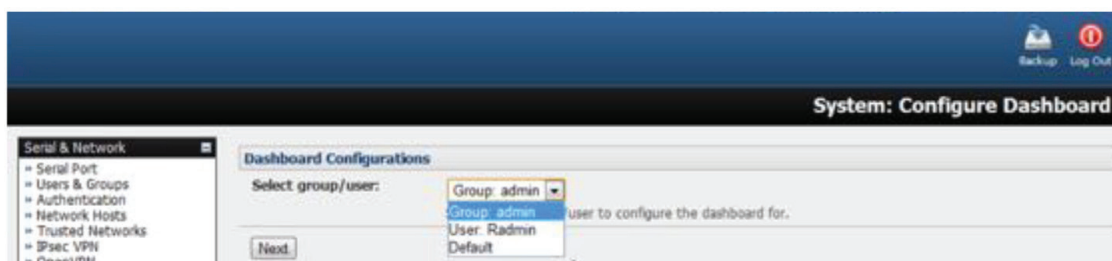 Backup Log Out
System: Configure Dashboard
Serial & Network
» Serial Port
» Users & Groups
» Authentication
» Network Hosts
» Trusted Networks
» IPsec VPN
» OpenVPN
Dashboard Configurations
Select group/user:
Group: admin
Group: admin
/user to configure the dashboard for.
User: Radmin
Default
Next